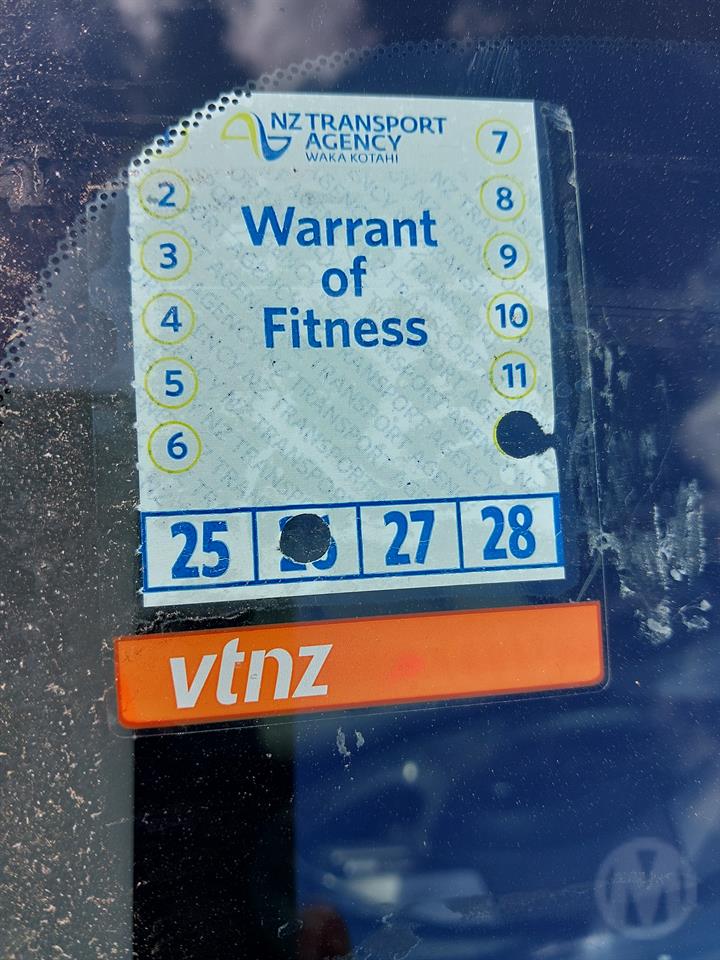 NZ TRANSPORT
AGENCY
WAKA KOTAHI
Warrant
of
Fitness
2
3
4
5
6
7
8
9
10
11
25 27 28
vtnz
M